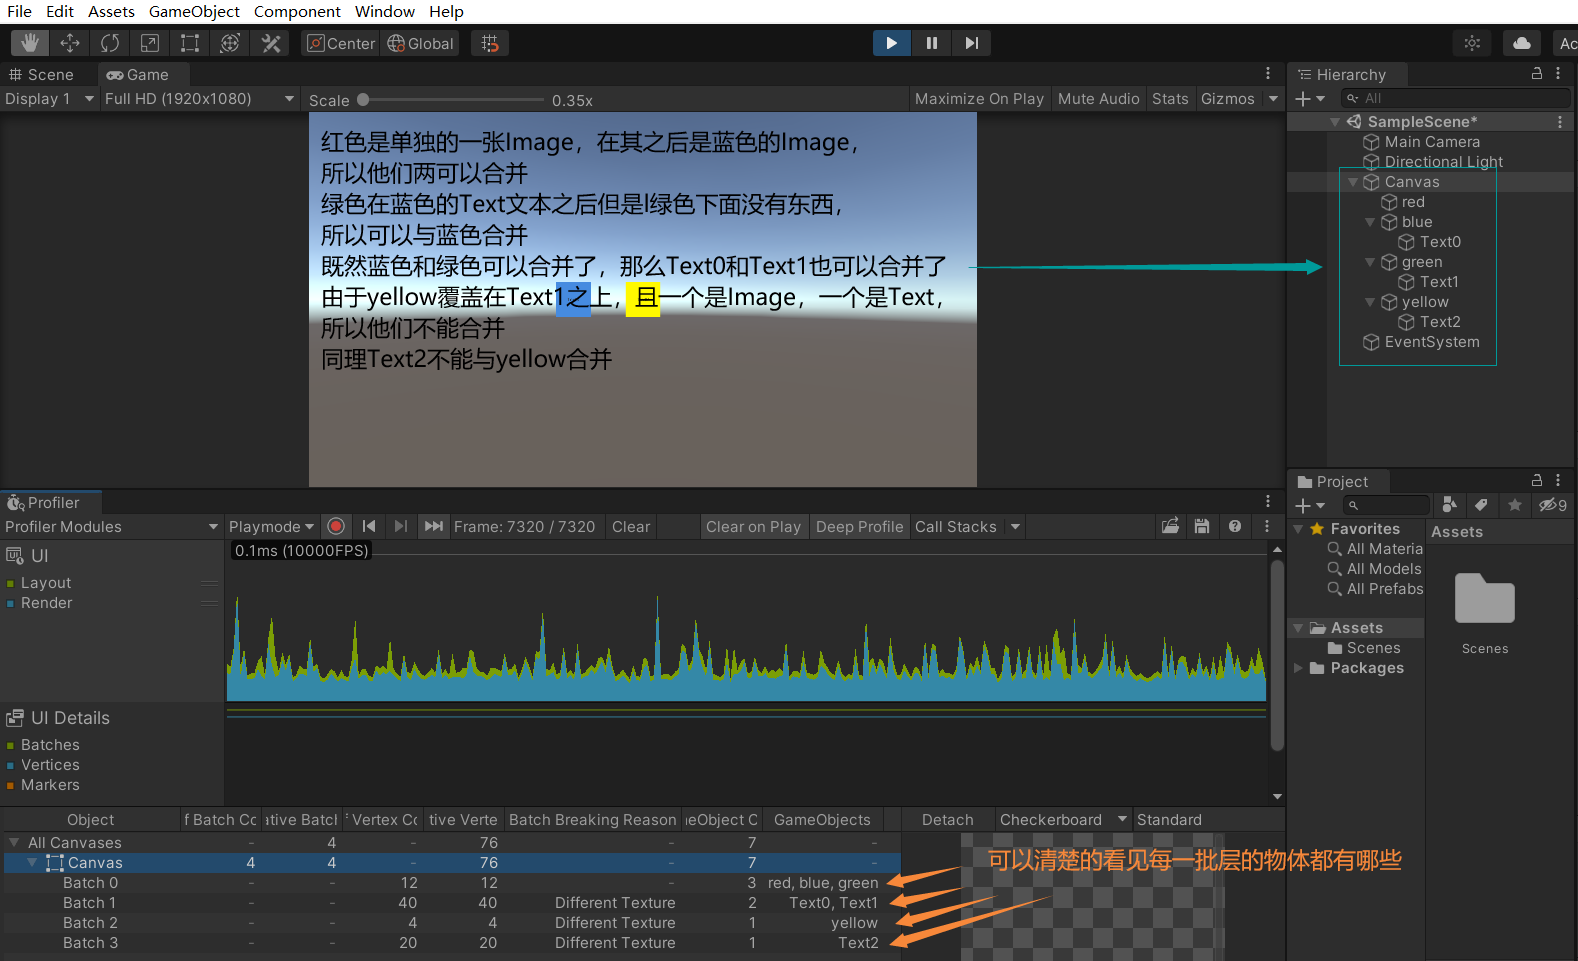 File Edit Assets GameObject Component Window Help
Center Global
Ac
Scene Game
Display 1 Full HD (1920x1080) Scale 0.35x Maximize On Play Mute Audio Stats Gizmos
红色是单独的一张Image，在其之后是蓝色的Image，
所以他们两可以合并
绿色在蓝色的Text文本之后但是l绿色下面没有东西，
所以可以与蓝色合并
既然蓝色和绿色可以合并了，那么Text0和Text1也可以合并了
由于yellow覆盖在Text1之上，且一个是Image，一个是Text，
所以他们不能合并
同理Text2不能与yellow合并
Hierarchy
All
SampleScene*
Main Camera
Directional Light
Canvas
red
blue
Text0
green
Text1
yellow
Text2
EventSystem
Profiler
Profiler Modules Playmode Frame: 7320 / 7320 Clear Clear on Play Deep Profile Call Stacks
0.1ms (10000FPS)
UI
Layout
Render
UI Details
Batches
Vertices
Markers
Project
9
Favorites
All Materia
All Models
All Prefabs
Assets
Scenes
Packages
Assets
Scenes
Object f Batch Cc ative Batch Vertex Cc tive Verte Batch Breaking Reason eObject C GameObjects Detach Checkerboard Standard
All Canvases - 4 - 76 - 7 -
Canvas 4 4 - 76 - 7 -
Batch 0 - - 12 12 - 3 red, blue, green
Batch 1 - - 40 40 Different Texture 2 Text0, Text1
Batch 2 - - 4 4 Different Texture 1 yellow
Batch 3 - - 20 20 Different Texture 1 Text2
可以清楚的看见每一批层的物体都有哪些